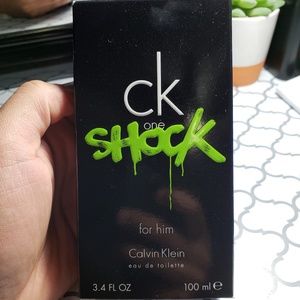 ck
one
SHOCK
for him
Calvin Klein
eau de toilette
3.4 FL OZ 100 ml ℮